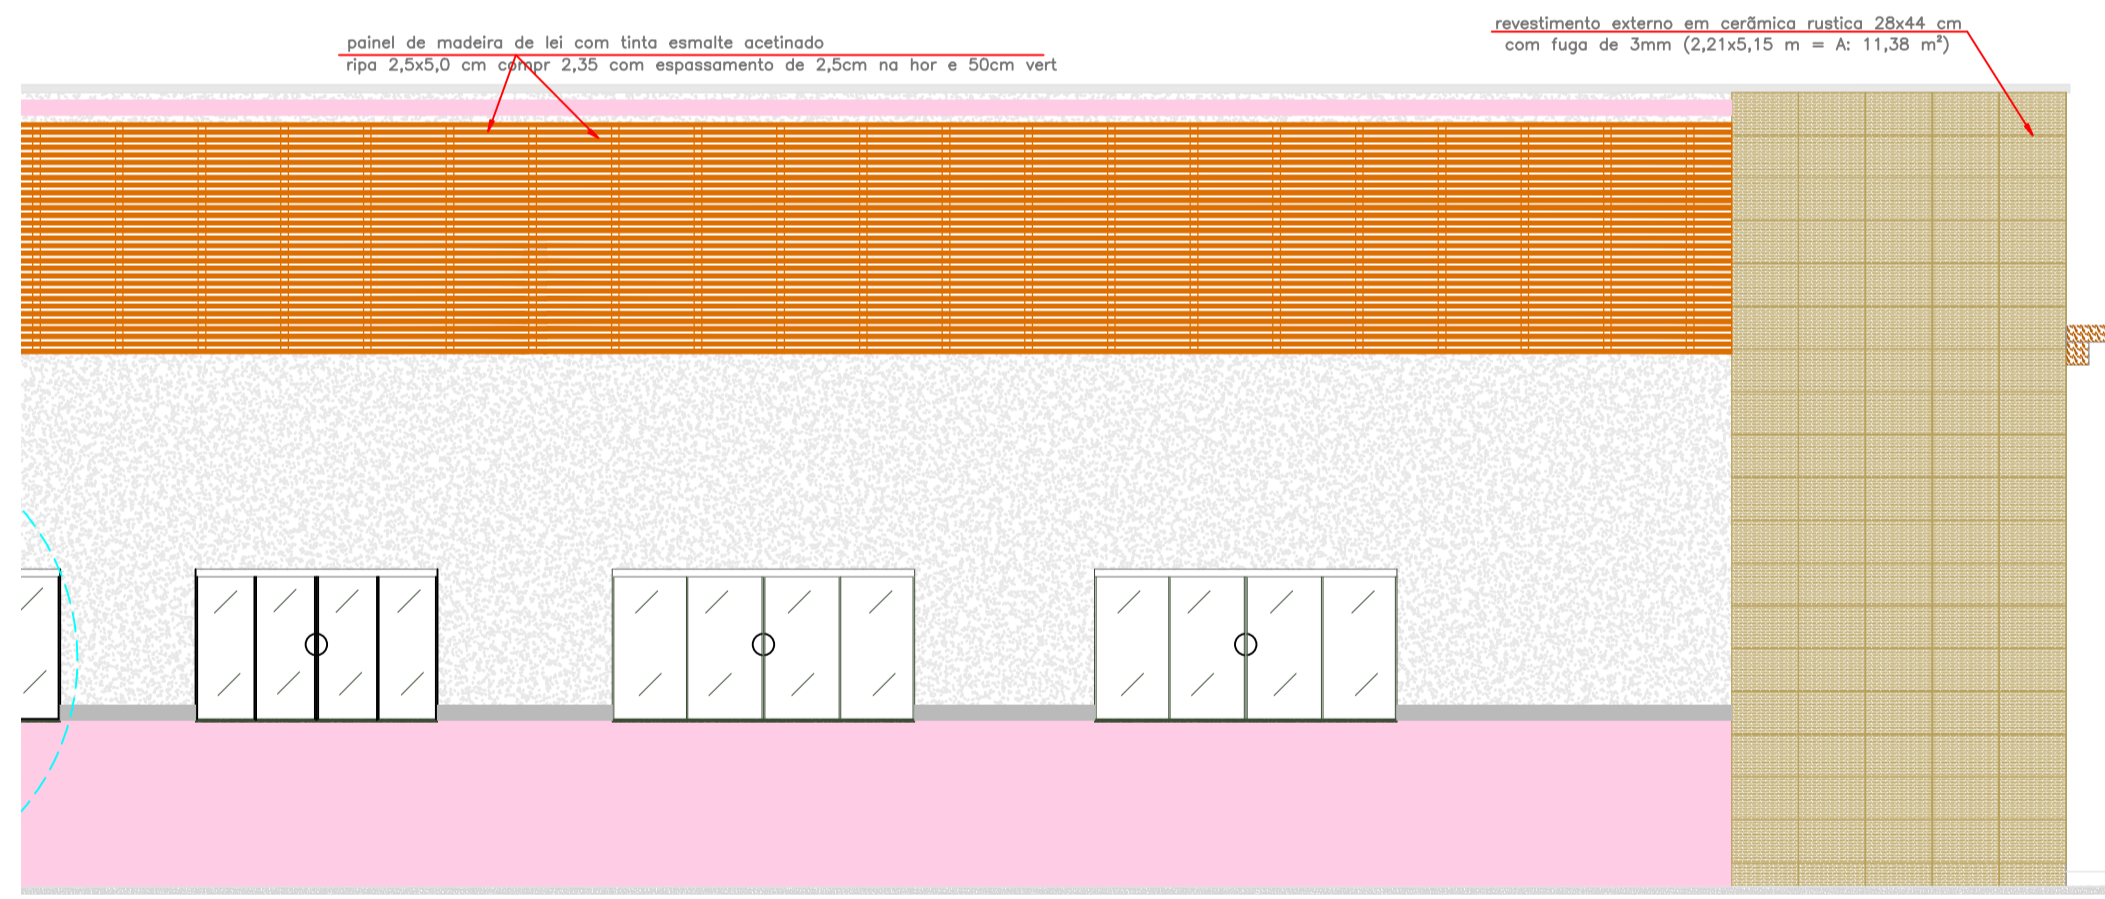 painel de madeira de lei com tinta esmalte acetinado
ripa 2,5x5,0 cm compr 2,35 com espassamento de 2,5cm na hor e 50cm vert
revestimento externo em cerãmica rustica 28x44 cm
com fuga de 3mm (2,21x5,15 m = A: 11,38 m²)